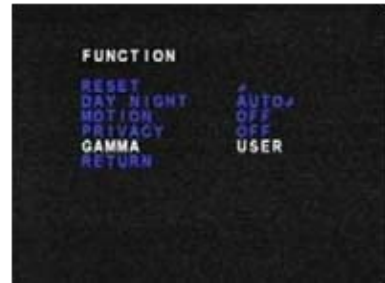 FUNCTION
RESET ↲
DAY NIGHT AUTO↲
MOTION OFF
PRIVACY OFF
GAMMA USER
RETURN